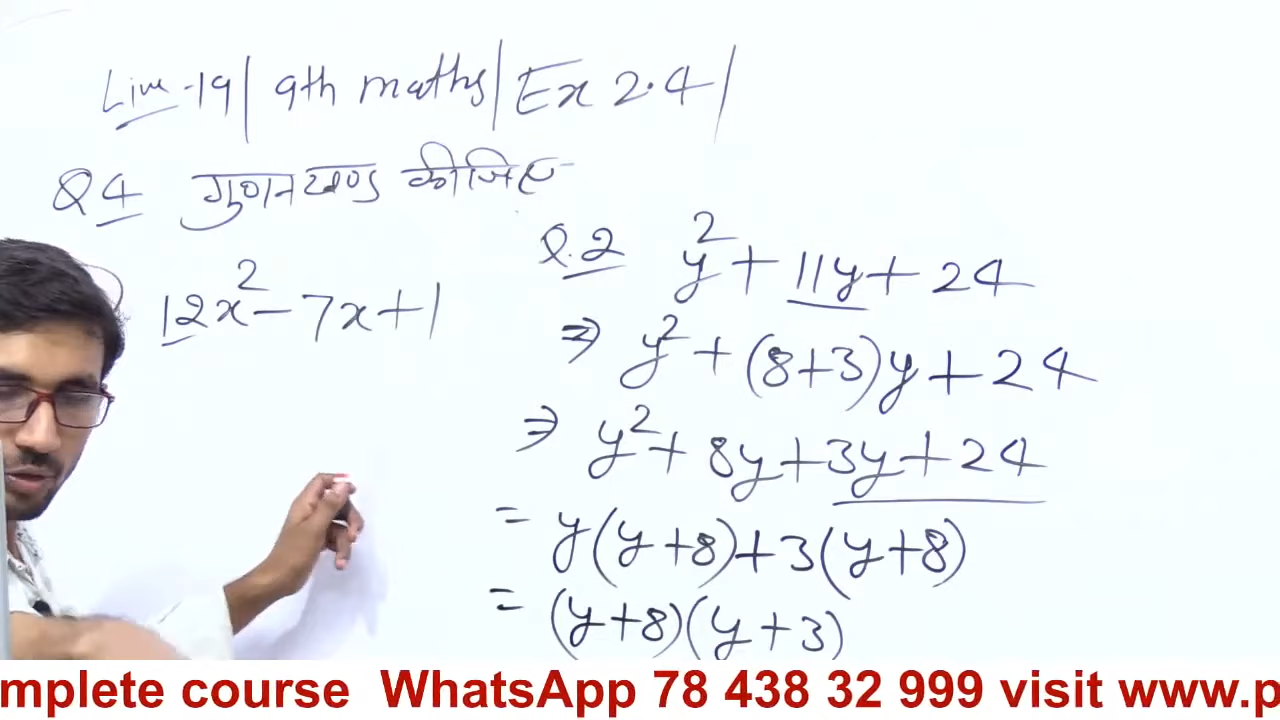 Live-19| 9th maths| Ex 2.4|
Q4 गुणनखण्ड कीजिए
12x² - 7x + 1
Q.2 y² + 11y + 24
⇒ y² + (8+3)y + 24
⇒ y² + 8y + 3y + 24
= y(y+8) + 3(y+8)
= (y+8)(y+3)
mplete course WhatsApp 78 438 32 999 visit www.p